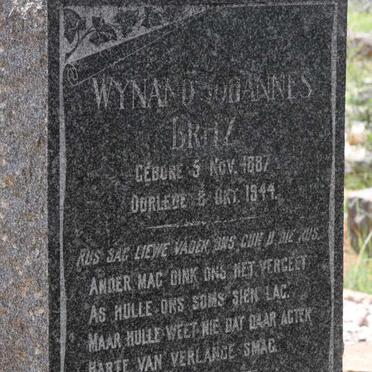 WYNAND JOHANNES
BRITZ
GEBORE 5 NOV. 1887
OORLEDE 8 OKT. 1944.
RUS SAG LIEWE VADER, ONS GUN U DIE RUS.
ANDER MAG DINK ONS HET VERGEET
AS HULLE ONS SOMS SIEN LAG.
MAAR HULLE WEET NIE DAT DAAR AGTER
HARTE VAN VERLANGE SMAG.